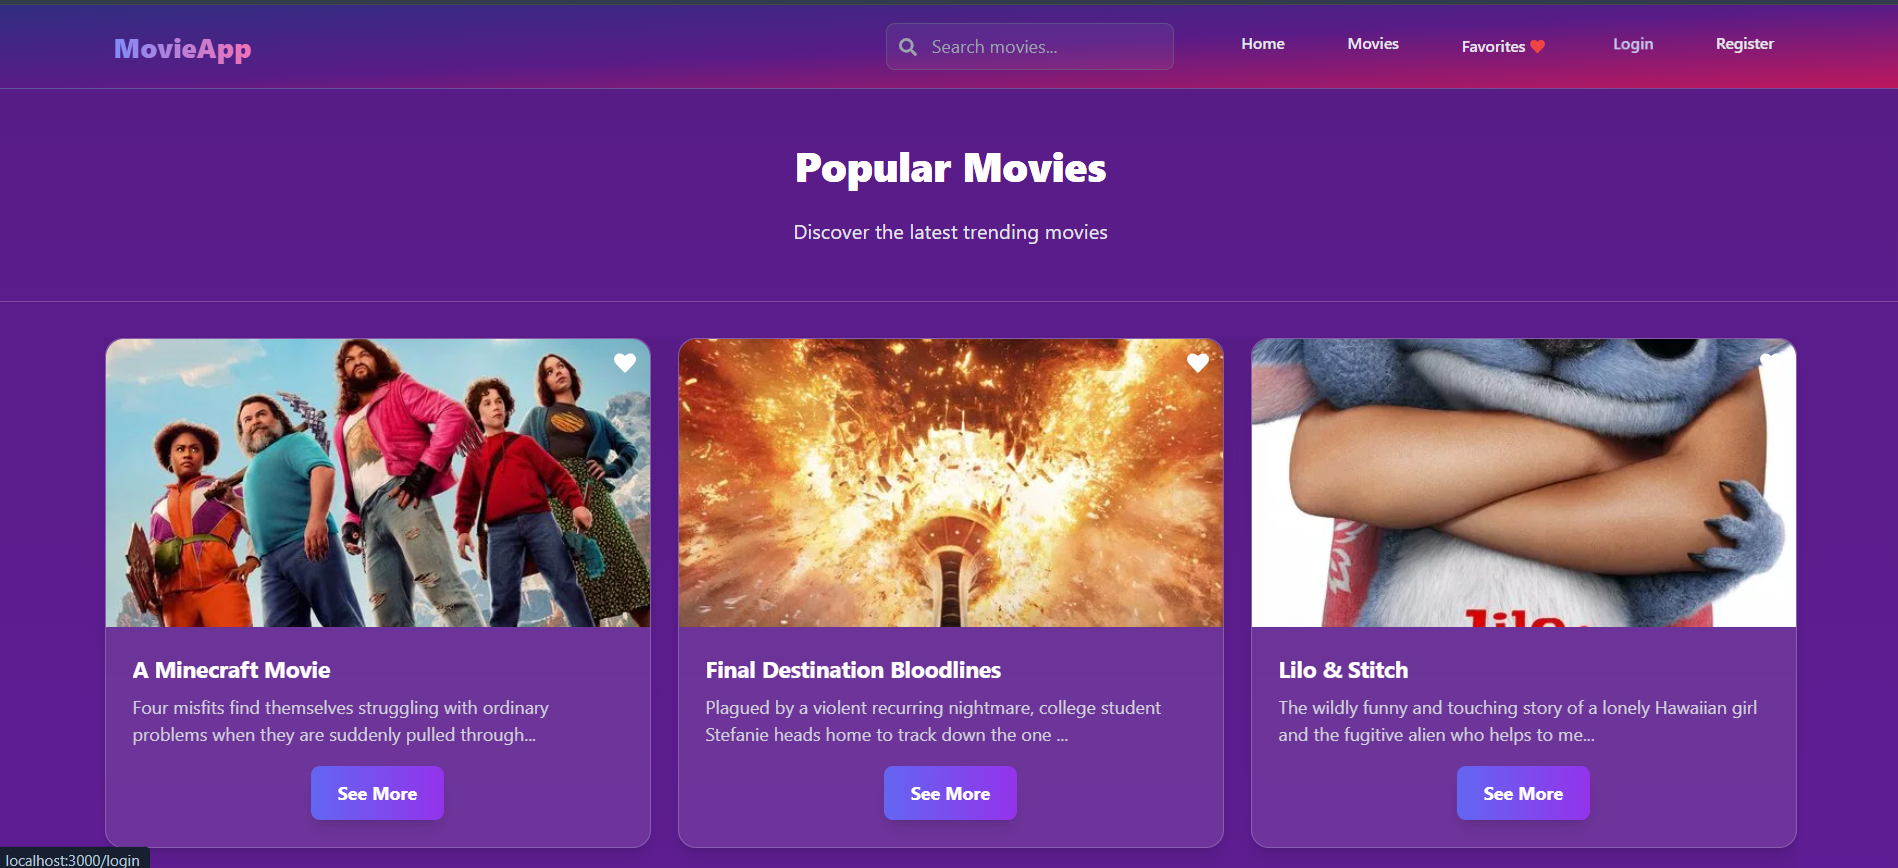 MovieApp
Search movies...
Home
Movies
Favorites
Login
Register
Popular Movies
Discover the latest trending movies
A Minecraft Movie
Four misfits find themselves struggling with ordinary
problems when they are suddenly pulled through...
See More
Final Destination Bloodlines
Plagued by a violent recurring nightmare, college student
Stefanie heads home to track down the one ...
See More
lilo
Lilo & Stitch
The wildly funny and touching story of a lonely Hawaiian girl
and the fugitive alien who helps to me...
See More
localhost:3000/login